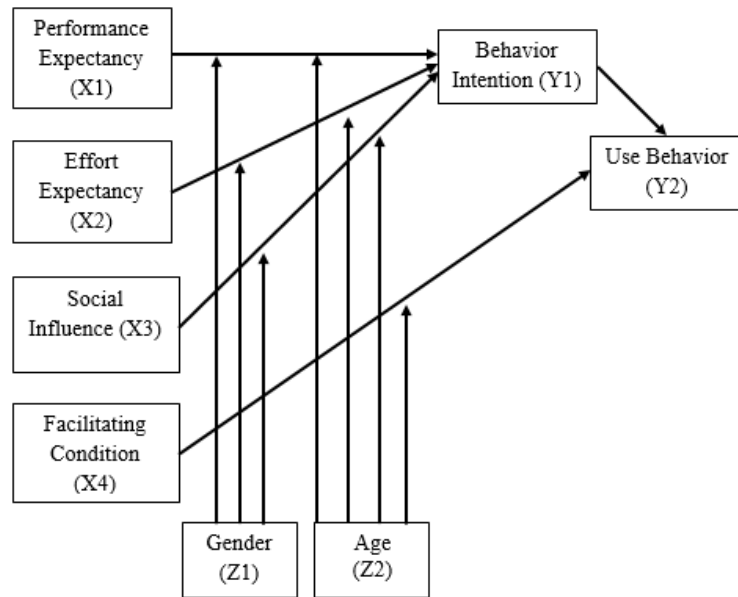 Performance
Expectancy
(X1)
Behavior
Intention (Y1)
Effort
Expectancy
(X2)
Use Behavior
(Y2)
Social
Influence (X3)
Facilitating
Condition
(X4)
Gender
(Z1)
Age
(Z2)